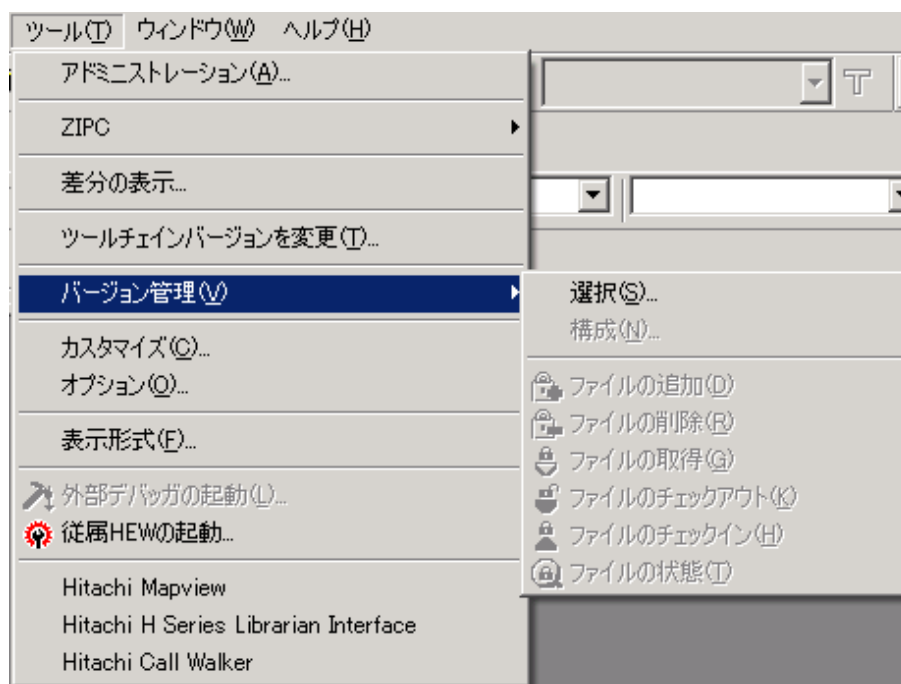 ツール(T) ウィンドウ(W) ヘルプ(H)
アドミニストレーション(A)...
ZIPC
差分の表示...
ツールチェインバージョンを変更(T)...
バージョン管理(V)
カスタマイズ(C)...
オプション(O)...
表示形式(F)...
外部デバッガの起動(L)...
従属HEWの起動...
Hitachi Mapview
Hitachi H Series Librarian Interface
Hitachi Call Walker
選択(S)...
構成(N)...
ファイルの追加(D)
ファイルの削除(R)
ファイルの取得(G)
ファイルのチェックアウト(K)
ファイルのチェックイン(H)
ファイルの状態(T)